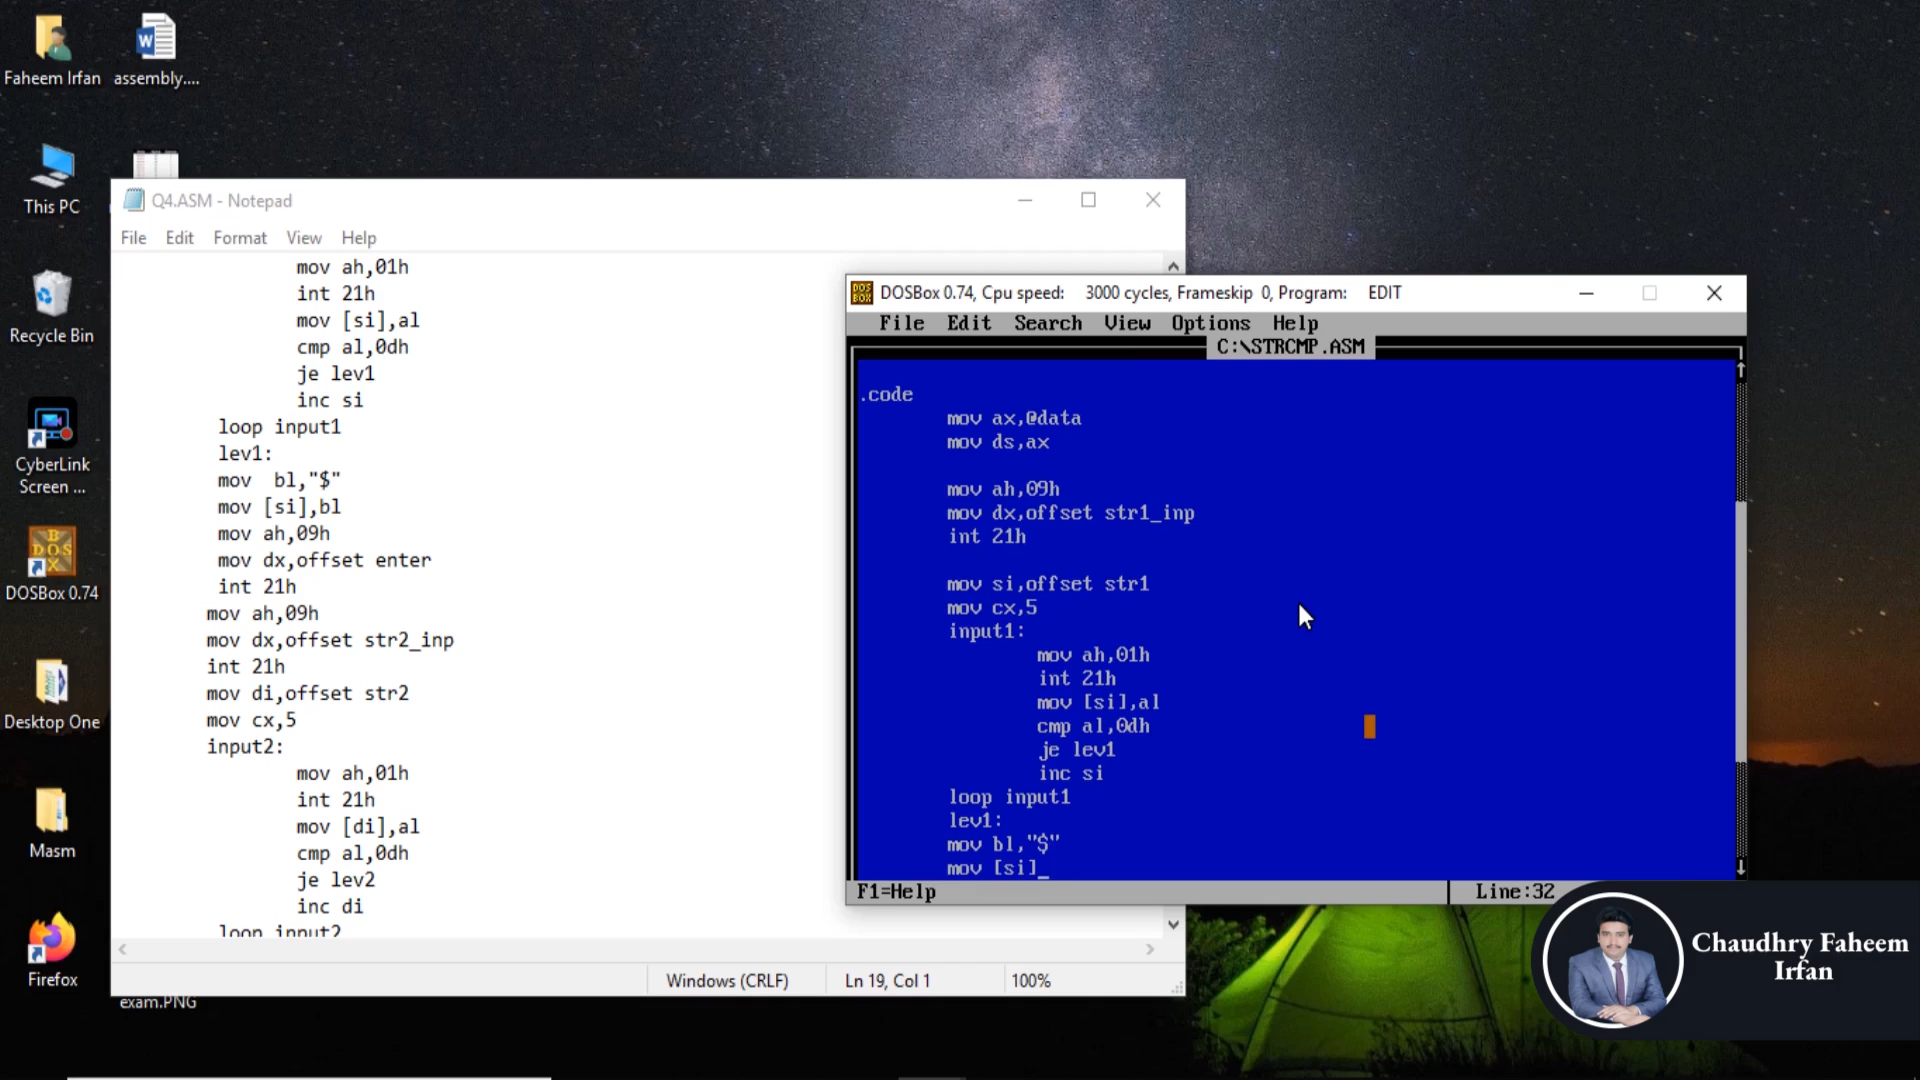 Faheem Irfan
assembly....
This PC
Recycle Bin
CyberLink
Screen ...
DOSBox 0.74
Desktop One
Masm
Firefox
exam.PNG
Q4.ASM - Notepad
File Edit Format View Help
mov ah,01h
int 21h
mov [si],al
cmp al,0dh
je lev1
inc si
loop input1
lev1:
mov  bl,"$"
mov [si],bl
mov ah,09h
mov dx,offset enter
int 21h
mov ah,09h
mov dx,offset str2_inp
int 21h
mov di,offset str2
mov cx,5
input2:
mov ah,01h
int 21h
mov [di],al
cmp al,0dh
je lev2
inc di
loop input2
Windows (CRLF) Ln 19, Col 1 100%
DOSBox 0.74, Cpu speed: 3000 cycles, Frameskip 0, Program: EDIT
File Edit Search View Options Help
C:\STRCMP.ASM
.code
mov ax,@data
mov ds,ax
mov ah,09h
mov dx,offset str1_inp
int 21h
mov si,offset str1
mov cx,5
input1:
mov ah,01h
int 21h
mov [si],al
cmp al,0dh
je lev1
inc si
loop input1
lev1:
mov bl,"$"
mov [si]_
F1=Help Line:32
Chaudhry Faheem
Irfan